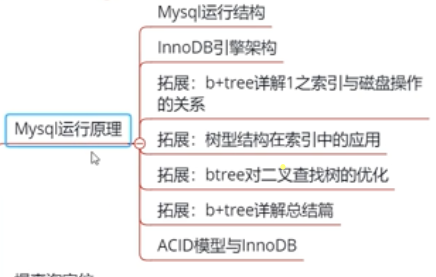 Mysql运行结构
InnoDB引擎架构
拓展：b+tree详解1之索引与磁盘操作
的关系
Mysql运行原理
拓展：树型结构在索引中的应用
拓展：btree对二叉查找树的优化
拓展：b+tree详解总结篇
ACID模型与InnoDB